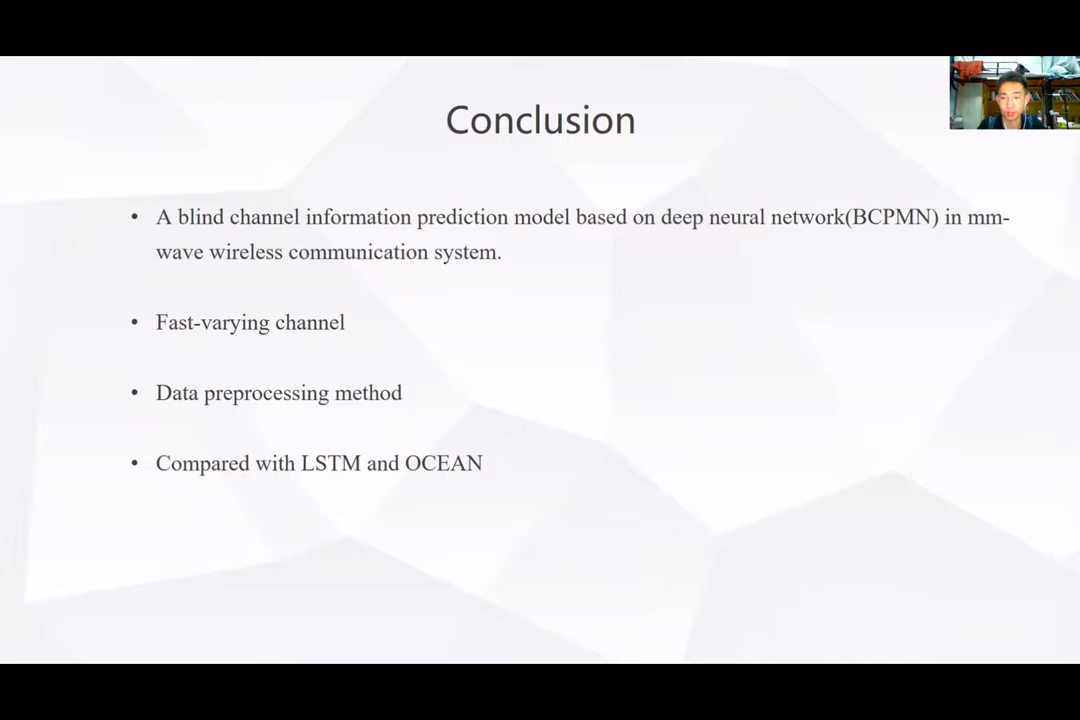 Conclusion
• A blind channel information prediction model based on deep neural network(BCPMN) in mm-
wave wireless communication system.
• Fast-varying channel
• Data preprocessing method
• Compared with LSTM and OCEAN